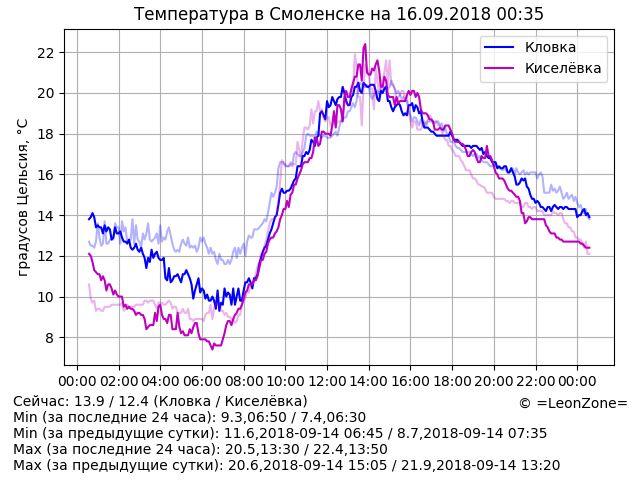 Температура в Смоленске на 16.09.2018 00:35
Кловка
Киселёвка
градусов Цельсия, °C
22
20
18
16
14
12
10
8
00:00 02:00 04:00 06:00 08:00 10:00 12:00 14:00 16:00 18:00 20:00 22:00 00:00
Сейчас: 13.9 / 12.4 (Кловка / Киселёвка)
© =LeonZone=
Min (за последние 24 часа): 9.3,06:50 / 7.4,06:30
Min (за предыдущие сутки): 11.6,2018-09-14 06:45 / 8.7,2018-09-14 07:35
Max (за последние 24 часа): 20.5,13:30 / 22.4,13:50
Max (за предыдущие сутки): 20.6,2018-09-14 15:05 / 21.9,2018-09-14 13:20